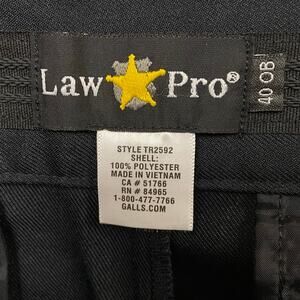 Law Pro®
40 OB
STYLE TR2592
SHELL:
100% POLYESTER
MADE IN VIETNAM
CA # 51766
RN # 84965
1-800-477-7766
GALLS.COM